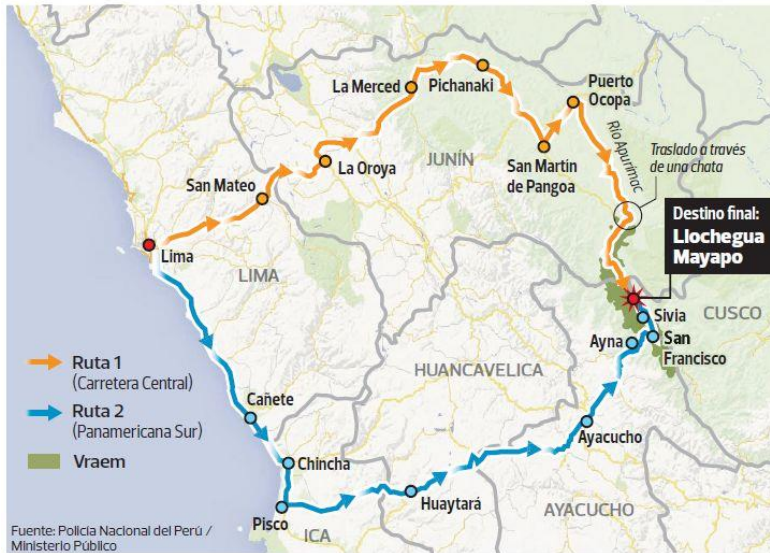 La Merced
Pichanaki
Puerto
Ocopa
Río Apurímac
Traslado a través
de una chata
San Mateo
La Oroya
JUNÍN
San Martín
de Pangoa
Destino final:
Llochegua
Mayapo
Lima
LIMA
CUSCO
Sivia
San
Francisco
Ayna
HUANCAVELICA
Ruta 1
(Carretera Central)
Ruta 2
(Panamericana Sur)
Vraem
Cañete
Ayacucho
Chincha
Huaytará
Pisco
ICA
AYACUCHO
Fuente: Policía Nacional del Perú /
Ministerio Público